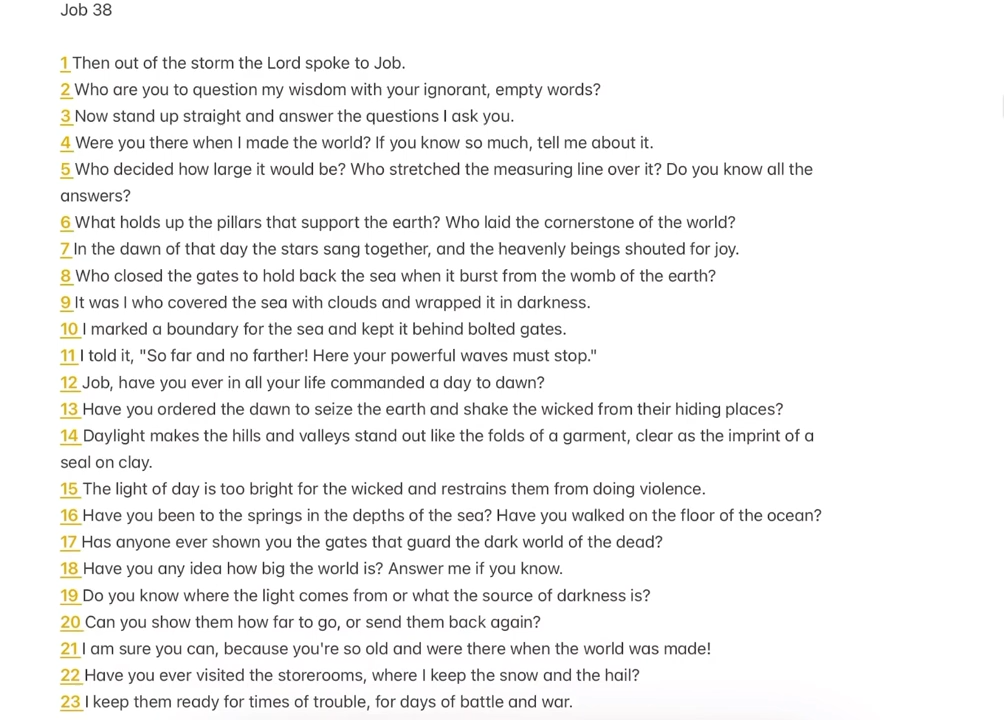 Job 38
1 Then out of the storm the Lord spoke to Job.
2 Who are you to question my wisdom with your ignorant, empty words?
3 Now stand up straight and answer the questions I ask you.
4 Were you there when I made the world? If you know so much, tell me about it.
5 Who decided how large it would be? Who stretched the measuring line over it? Do you know all the
answers?
6 What holds up the pillars that support the earth? Who laid the cornerstone of the world?
7 In the dawn of that day the stars sang together, and the heavenly beings shouted for joy.
8 Who closed the gates to hold back the sea when it burst from the womb of the earth?
9 It was I who covered the sea with clouds and wrapped it in darkness.
10 I marked a boundary for the sea and kept it behind bolted gates.
11 I told it, "So far and no farther! Here your powerful waves must stop."
12 Job, have you ever in all your life commanded a day to dawn?
13 Have you ordered the dawn to seize the earth and shake the wicked from their hiding places?
14 Daylight makes the hills and valleys stand out like the folds of a garment, clear as the imprint of a
seal on clay.
15 The light of day is too bright for the wicked and restrains them from doing violence.
16 Have you been to the springs in the depths of the sea? Have you walked on the floor of the ocean?
17 Has anyone ever shown you the gates that guard the dark world of the dead?
18 Have you any idea how big the world is? Answer me if you know.
19 Do you know where the light comes from or what the source of darkness is?
20 Can you show them how far to go, or send them back again?
21 I am sure you can, because you're so old and were there when the world was made!
22 Have you ever visited the storerooms, where I keep the snow and the hail?
23 I keep them ready for times of trouble, for days of battle and war.